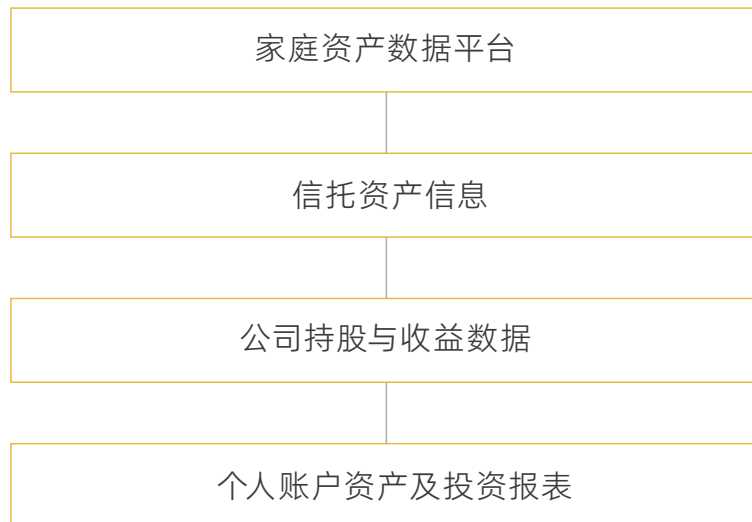 家庭资产数据平台
信托资产信息
公司持股与收益数据
个人账户资产及投资报表